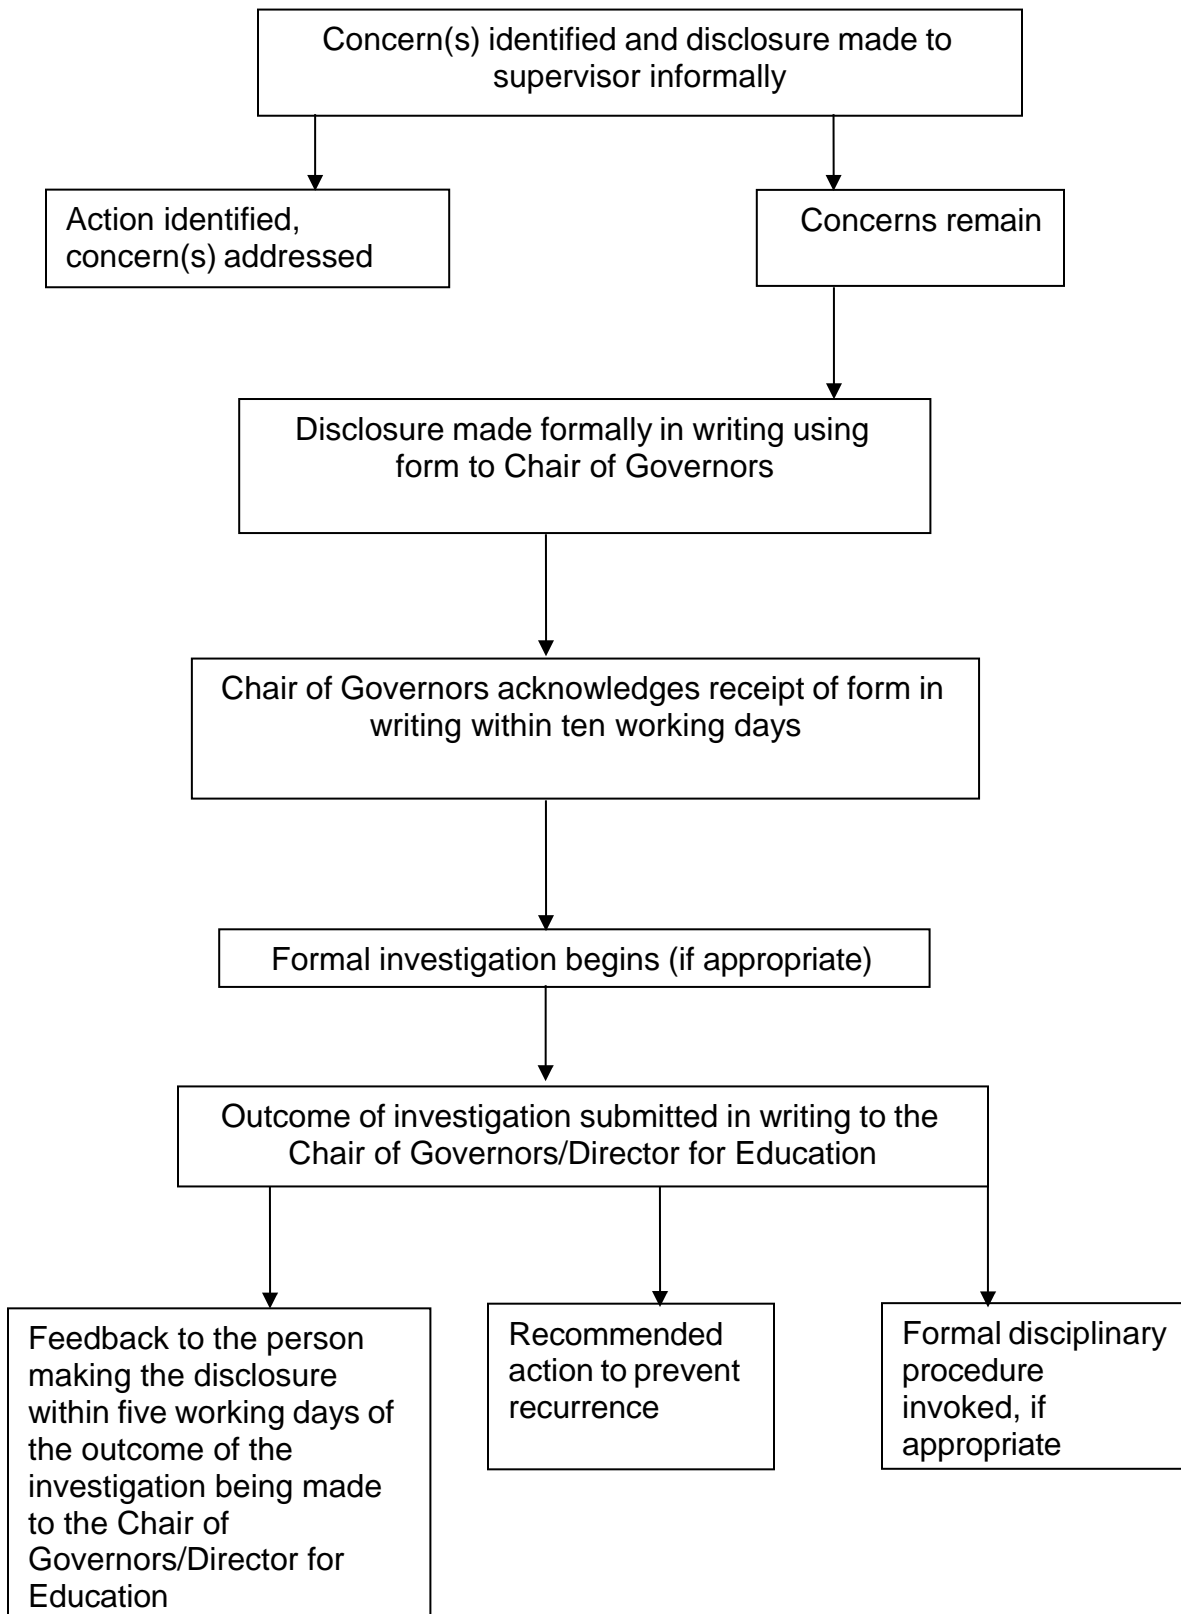 Concern(s) identified and disclosure made to
supervisor informally
Action identified,
concern(s) addressed
Concerns remain
Disclosure made formally in writing using
form to Chair of Governors
Chair of Governors acknowledges receipt of form in
writing within ten working days
Formal investigation begins (if appropriate)
Outcome of investigation submitted in writing to the
Chair of Governors/Director for Education
Feedback to the person
making the disclosure
within five working days of
the outcome of the
investigation being made
to the Chair of
Governors/Director for
Education
Recommended
action to prevent
recurrence
Formal disciplinary
procedure
invoked, if
appropriate